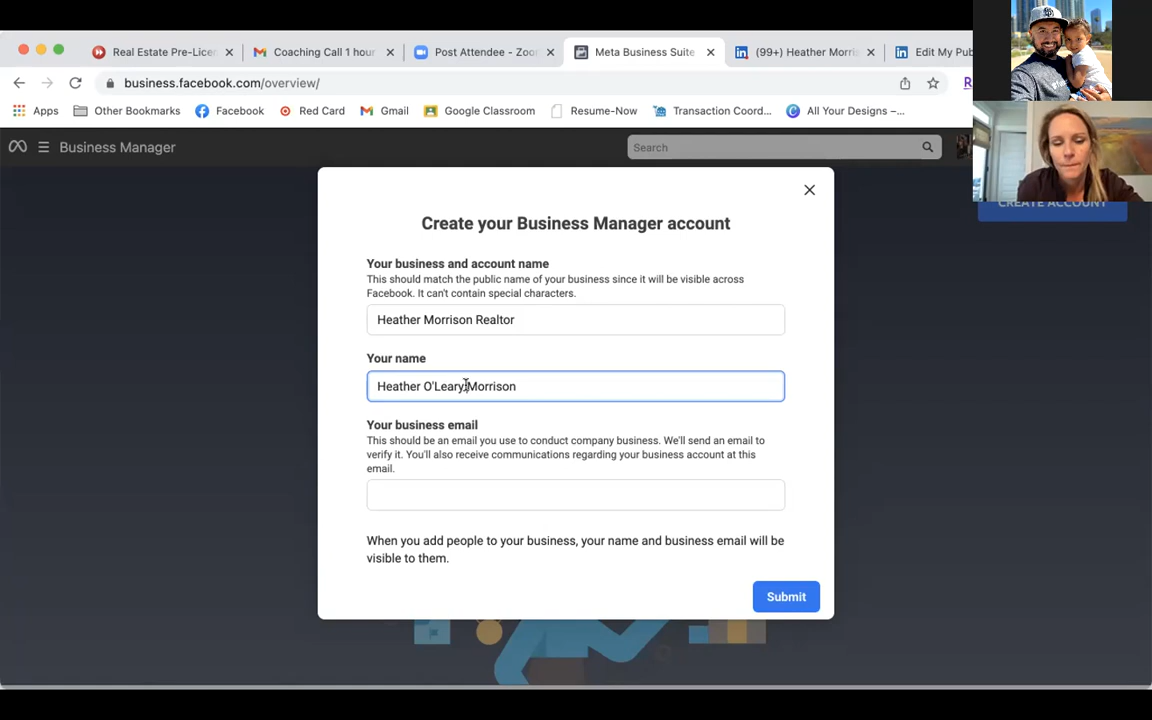 Real Estate Pre-Licen
Coaching Call 1 hour
Post Attendee - Zoo
Meta Business Suite
(99+) Heather Morris
Edit My Pub
business.facebook.com/overview/
Apps
Other Bookmarks
Facebook
Red Card
Gmail
Google Classroom
Resume-Now
Transaction Coord...
All Your Designs –...
Business Manager
Search
CREATE ACCOUNT
Create your Business Manager account
Your business and account name
This should match the public name of your business since it will be visible across
Facebook. It can't contain special characters.
Heather Morrison Realtor
Your name
Heather O'Leary Morrison
Your business email
This should be an email you use to conduct company business. We'll send an email to
verify it. You'll also receive communications regarding your business account at this
email.
When you add people to your business, your name and business email will be
visible to them.
Submit